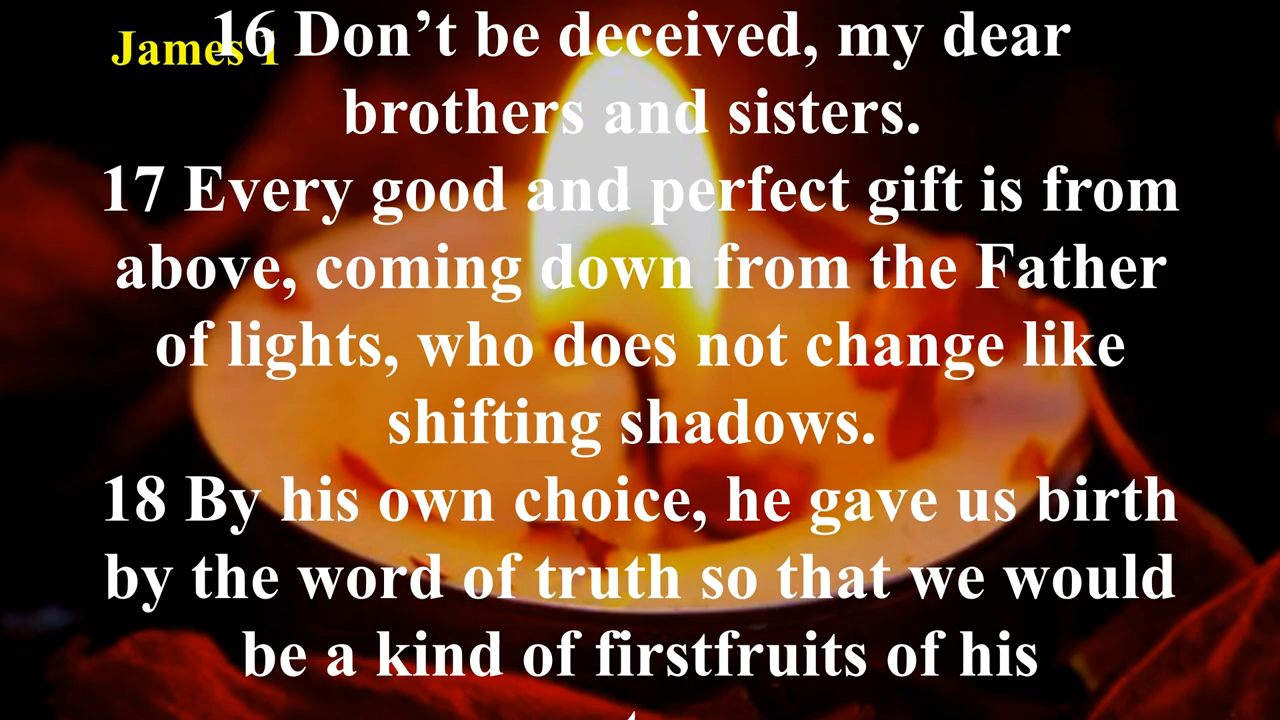 James 1
16 Don’t be deceived, my dear
brothers and sisters.
17 Every good and perfect gift is from
above, coming down from the Father
of lights, who does not change like
shifting shadows.
18 By his own choice, he gave us birth
by the word of truth so that we would
be a kind of firstfruits of his